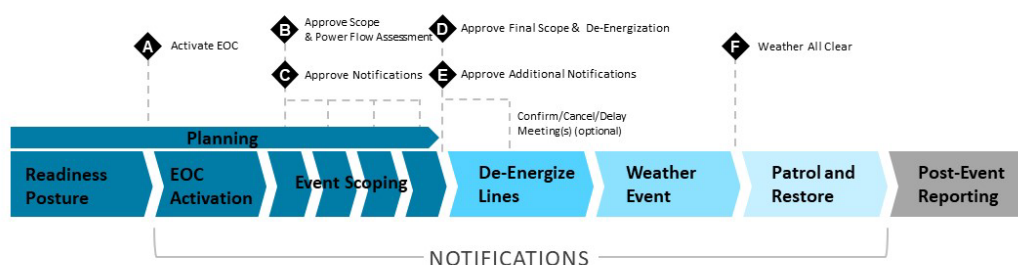 A Activate EOC
B Approve Scope
& Power Flow Assessment
C Approve Notifications
D Approve Final Scope & De-Energization
E Approve Additional Notifications
Confirm/Cancel/Delay
Meeting(s) (optional)
F Weather All Clear
Planning
Readiness
Posture
EOC
Activation
Event Scoping
De-Energize
Lines
Weather
Event
Patrol and
Restore
Post-Event
Reporting
NOTIFICATIONS